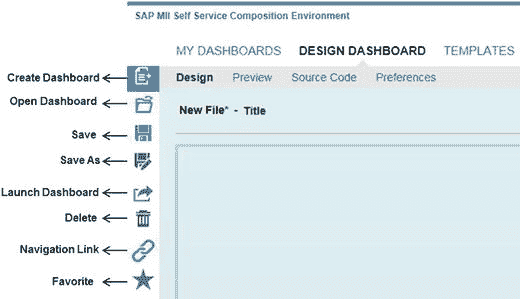 SAP MII Self Service Composition Environment
MY DASHBOARDS DESIGN DASHBOARD TEMPLATES
Create Dashboard Design Preview Source Code Preferences
Open Dashboard New File* - Title
Save
Save As
Launch Dashboard
Delete
Navigation Link
Favorite